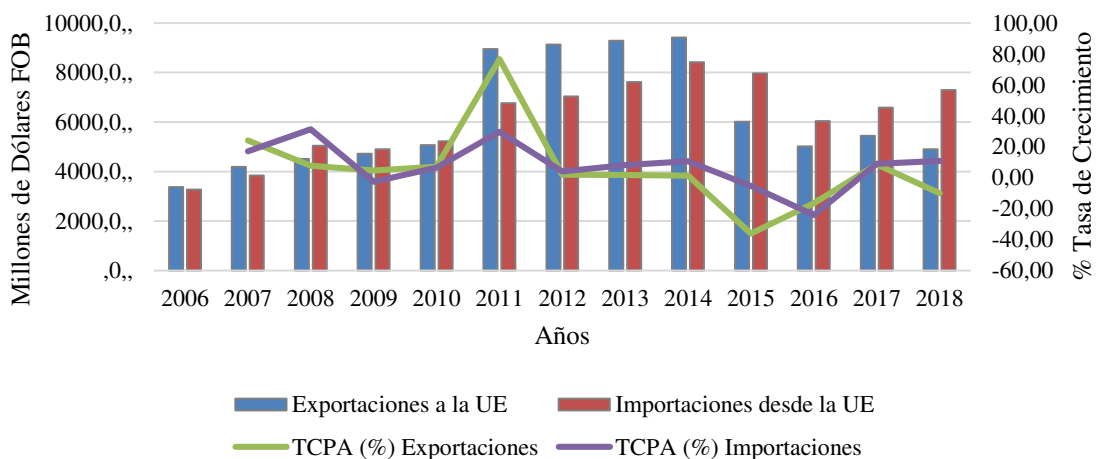 Millones de Dólares FOB
10000,0,,
8000,0,,
6000,0,,
4000,0,,
2000,0,,
,0,,
100,00
80,00
60,00
40,00
20,00
0,00
-20,00
-40,00
-60,00
% Tasa de Crecimiento
2006 2007 2008 2009 2010 2011 2012 2013 2014 2015 2016 2017 2018
Años
Exportaciones a la UE
Importaciones desde la UE
TCPA (%) Exportaciones
TCPA (%) Importaciones